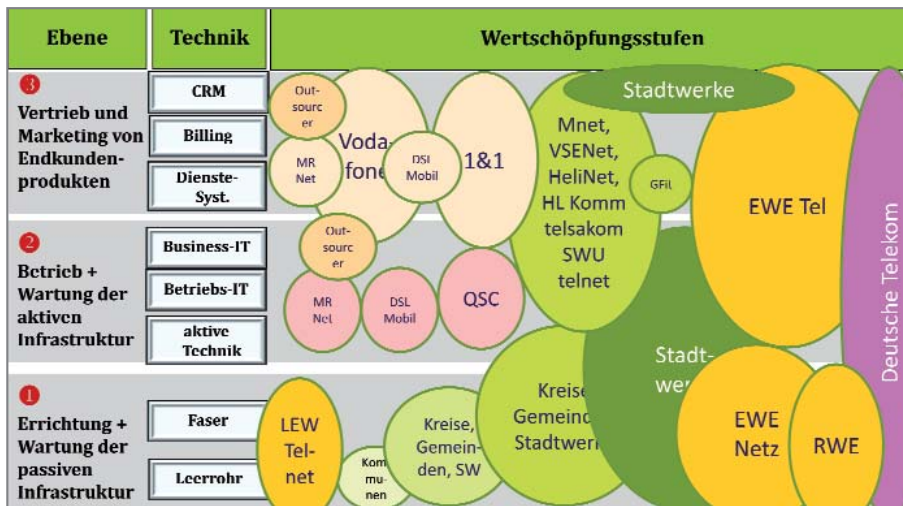 Ebene
Technik
Wertschöpfungsstufen
3
Vertrieb und
Marketing von
Endkunden-
produkten
CRM
Billing
Dienste-
Syst.
Out-
sourc
er
MR
Net
Voda-
fone
DSl
Mobil
1&1
Mnet,
VSENet,
HeliNet,
HL Komm
telsakom
SWU
telnet
Stadtwerke
GFiL
EWE Tel
Deutsche Telekom
2
Betrieb +
Wartung der
aktiven
Infrastruktur
Business-IT
Betriebs-IT
aktive
Technik
Out-
sourc
er
MR
Net
DSL
Mobil
QSC
Stadt-
wer
1
Errichtung +
Wartung der
passiven
Infrastruktur
Faser
Leerrohr
LEW
Tel-
net
Kom
mu-
nen
Kreise,
Gemein-
den, SW
Kreise,
Gemeind
Stadtwerk
EWE
Netz
RWE